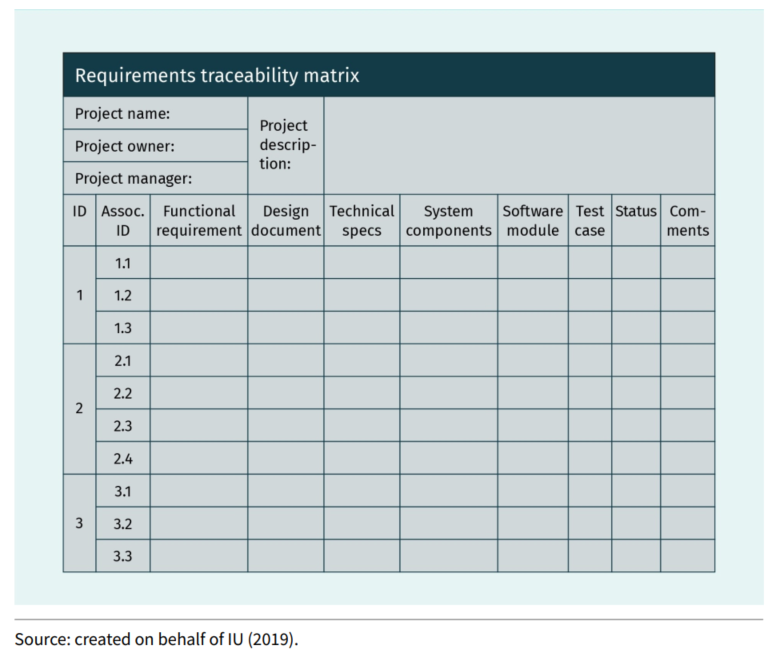 Requirements traceability matrix
Project name:
Project owner:
Project manager:
Project
descrip-
tion:
ID Assoc. ID Functional requirement Design document Technical specs System components Software module Test case Status Com-ments
1
1.1
1.2
1.3
2
2.1
2.2
2.3
2.4
3
3.1
3.2
3.3
Source: created on behalf of IU (2019).